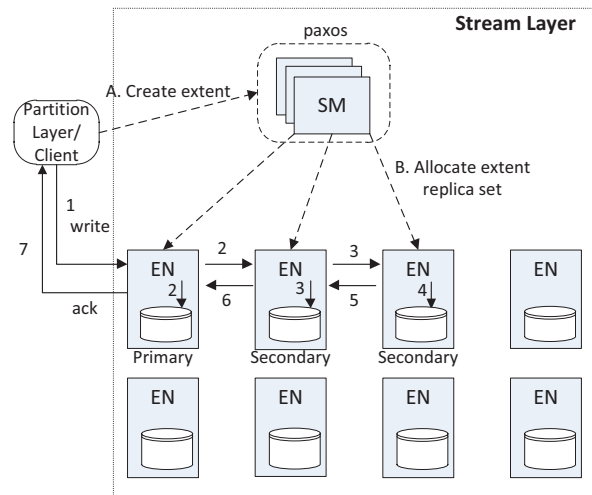 Stream Layer
paxos
A. Create extent
SM
Partition
Layer/
Client
B. Allocate extent
replica set
1
write
7
ack
EN
2
Primary
2
6
EN
3
Secondary
3
5
EN
4
Secondary
EN
EN
EN
EN
EN